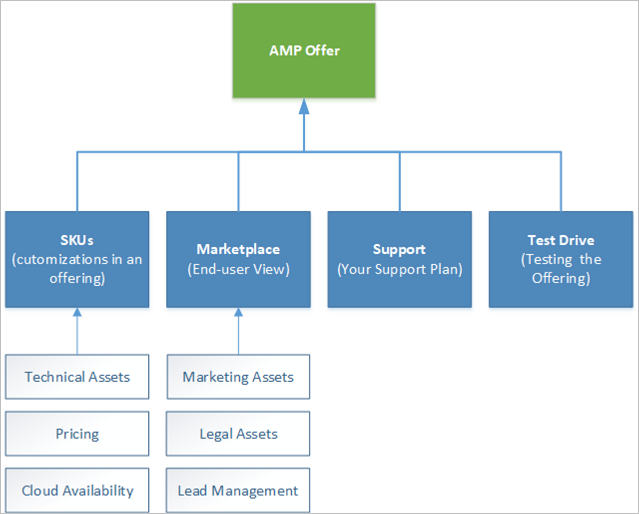 AMP Offer
SKUs
(cutomizations in an
offering)
Marketplace
(End-user View)
Support
(Your Support Plan)
Test Drive
(Testing the
Offering)
Technical Assets
Marketing Assets
Pricing
Legal Assets
Cloud Availability
Lead Management